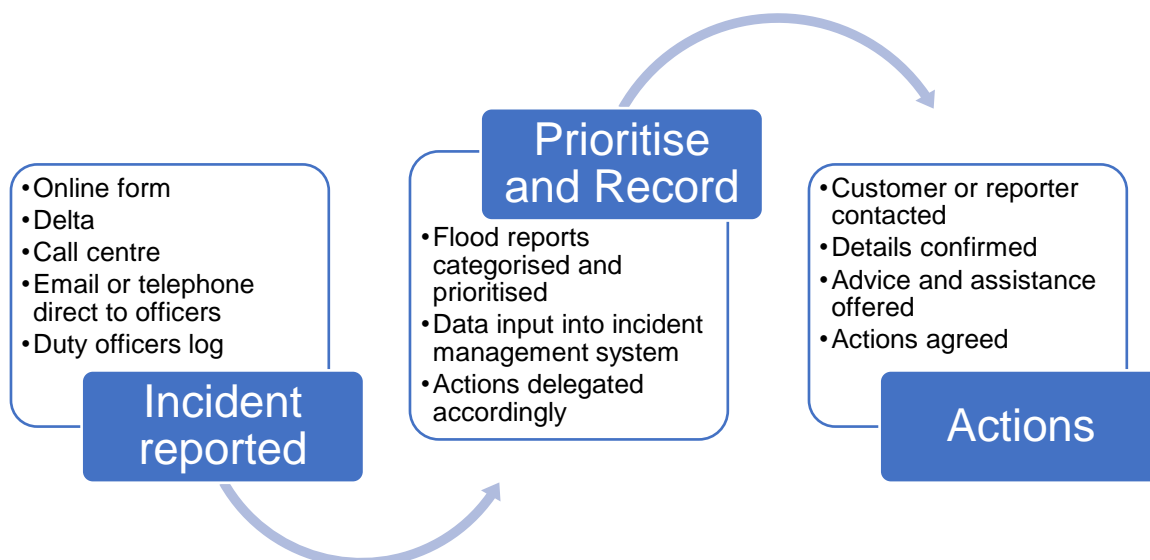 •Online form
•Delta
•Call centre
•Email or telephone
direct to officers
•Duty officers log
Incident
reported
Prioritise
and Record
•Flood reports
categorised and
prioritised
•Data input into incident
management system
•Actions delegated
accordingly
•Customer or reporter
contacted
•Details confirmed
•Advice and assistance
offered
•Actions agreed
Actions